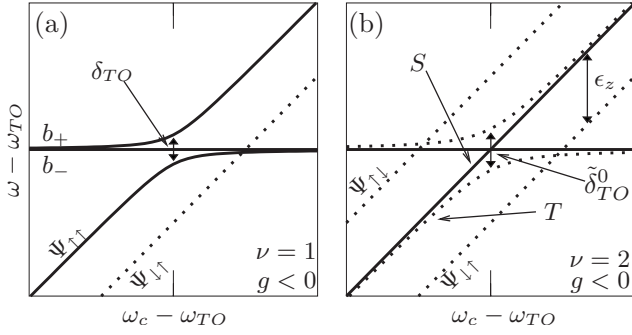 (a)
δ_TO
b_+
b_-
ω − ω_TO
Ψ_↑↑
Ψ_↓↑
ν = 1
g < 0
ω_c − ω_TO
(b)
S
ϵ_z
Ψ_↑↓
δ̃^0_TO
T
Ψ_↓↑
ν = 2
g < 0
ω_c − ω_TO